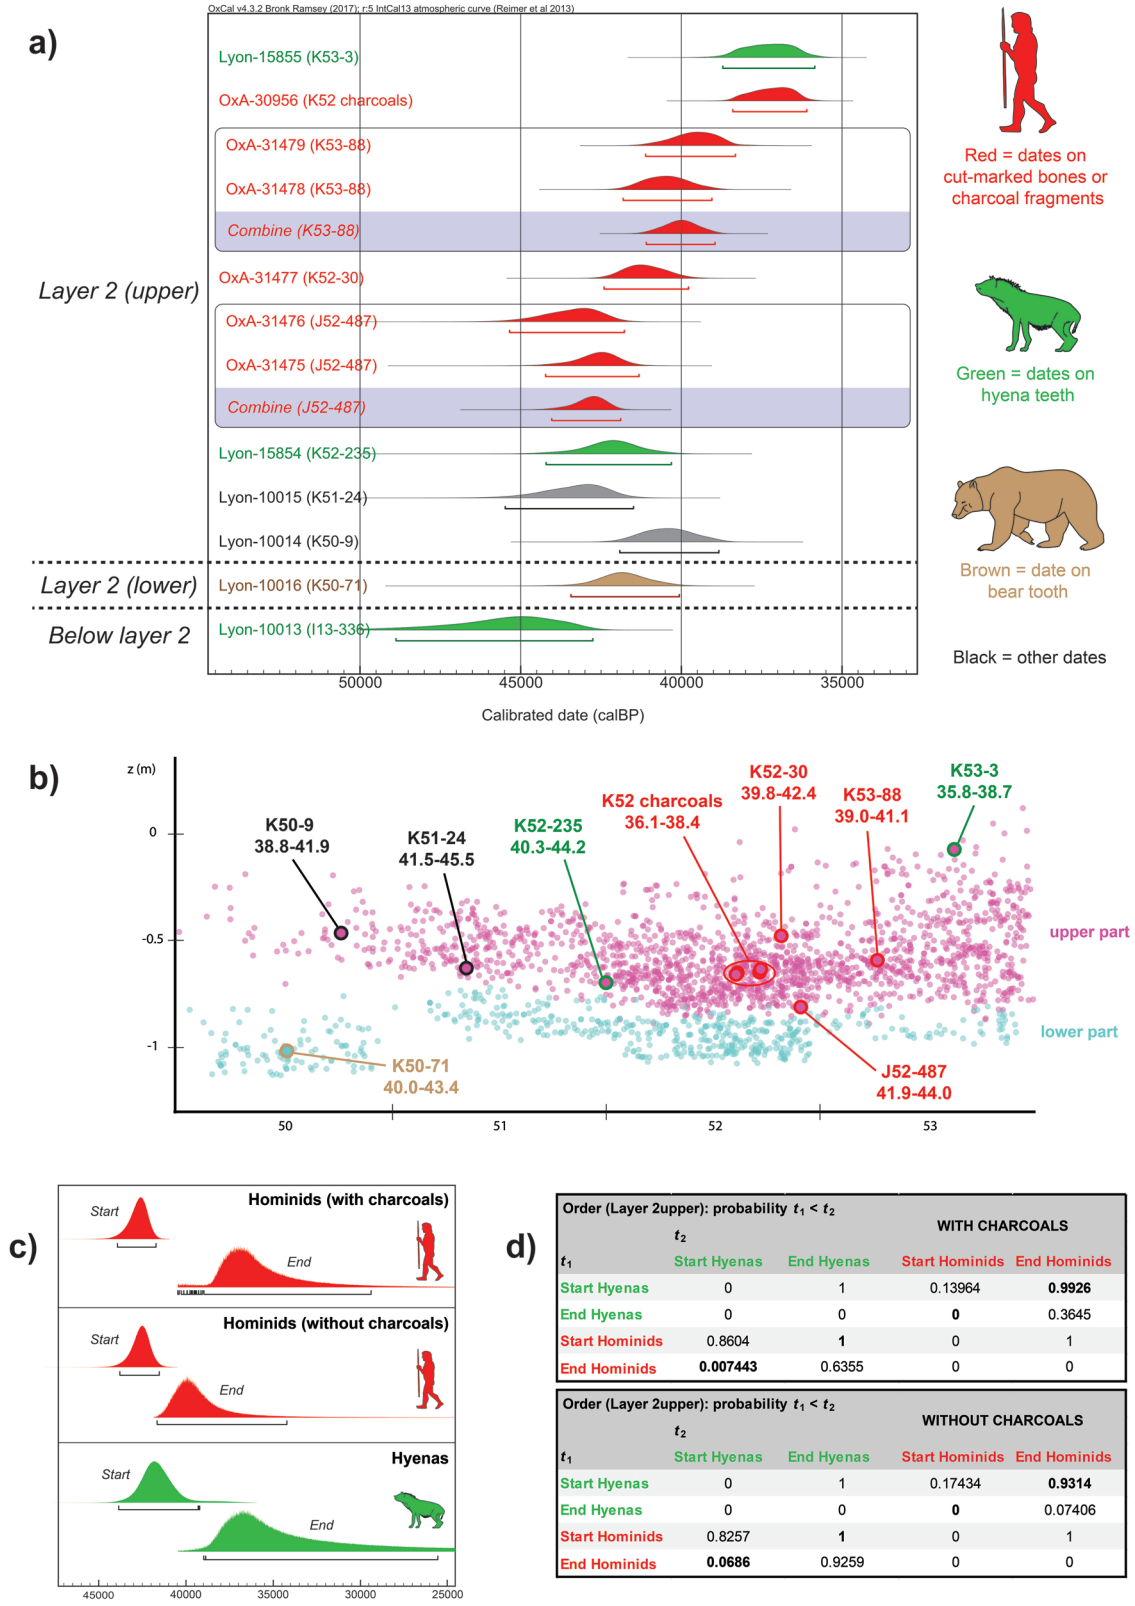 OxCal v4.3.2 Bronk Ramsey (2017); r:5 IntCal13 atmospheric curve (Reimer et al 2013)
a)
Lyon-15855 (K53-3)
OxA-30956 (K52 charcoals)
OxA-31479 (K53-88)
OxA-31478 (K53-88)
Combine (K53-88)
Layer 2 (upper)
OxA-31477 (K52-30)
OxA-31476 (J52-487)
OxA-31475 (J52-487)
Combine (J52-487)
Lyon-15854 (K52-235)
Lyon-10015 (K51-24)
Lyon-10014 (K50-9)
Layer 2 (lower)
Lyon-10016 (K50-71)
Below layer 2
Lyon-10013 (I13-336)
50000 45000 40000 35000
Calibrated date (calBP)
Red = dates on
cut-marked bones or
charcoal fragments
Green = dates on
hyena teeth
Brown = date on
bear tooth
Black = other dates
b)
z (m)
0
-0.5
-1
K50-9
38.8-41.9
K51-24
41.5-45.5
K52-235
40.3-44.2
K52 charcoals
36.1-38.4
K52-30
39.8-42.4
K53-88
39.0-41.1
K53-3
35.8-38.7
upper part
lower part
K50-71
40.0-43.4
J52-487
41.9-44.0
50 51 52 53
c)
Hominids (with charcoals)
Start
End
Hominids (without charcoals)
Start
End
Hyenas
Start
End
45000 40000 35000 30000 25000
d)
Order (Layer 2upper): probability t1 < t2
WITH CHARCOALS
t2
t1 Start Hyenas End Hyenas Start Hominids End Hominids
Start Hyenas 0 1 0.13964 0.9926
End Hyenas 0 0 0 0.3645
Start Hominids 0.8604 1 0 1
End Hominids 0.007443 0.6355 0 0
Order (Layer 2upper): probability t1 < t2
WITHOUT CHARCOALS
t2
t1 Start Hyenas End Hyenas Start Hominids End Hominids
Start Hyenas 0 1 0.17434 0.9314
End Hyenas 0 0 0 0.07406
Start Hominids 0.8257 1 0 1
End Hominids 0.0686 0.9259 0 0